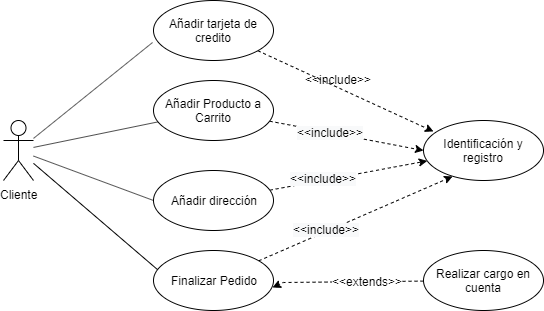 Añadir tarjeta de
credito
<<include>>
Añadir Producto a
Carrito
<<include>>
Identificación y
registro
Cliente
Añadir dirección
<<include>>
<<include>>
Finalizar Pedido
<<extends>>
Realizar cargo en
cuenta